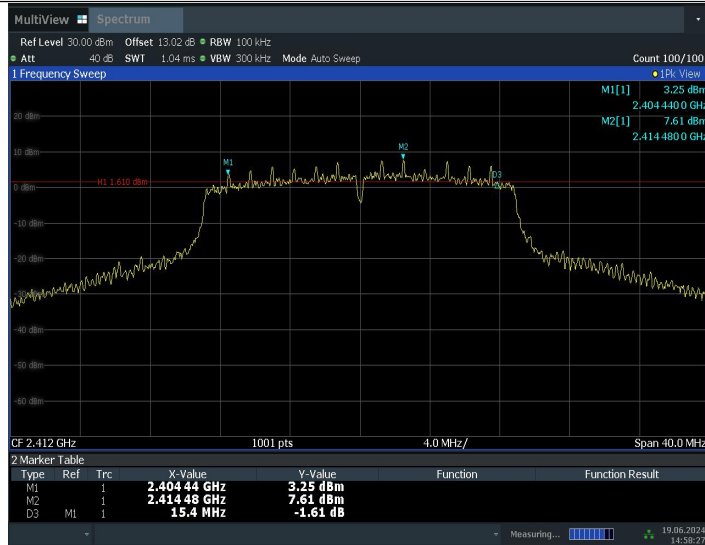 MultiView Spectrum
Ref Level 30.00 dBm Offset 13.02 dB RBW 100 kHz
Att 40 dB SWT 1.04 ms VBW 300 kHz Mode Auto Sweep Count 100/100
1 Frequency Sweep 1Pk View
M1[1] 3.25 dBm
2.4044400 GHz
M2[1] 7.61 dBm
2.4144800 GHz
20 dBm
10 dBm
M2
M1
D3
H1 1.610 dBm
0 dBm
-10 dBm
-20 dBm
-30 dBm
-40 dBm
-50 dBm
-60 dBm
CF 2.412 GHz 1001 pts 4.0 MHz/ Span 40.0 MHz
2 Marker Table
Type Ref Trc X-Value Y-Value Function Function Result
M1 1 2.404 44 GHz 3.25 dBm
M2 1 2.414 48 GHz 7.61 dBm
D3 M1 1 15.4 MHz -1.61 dB
Measuring... 19.06.2024
14:58:27